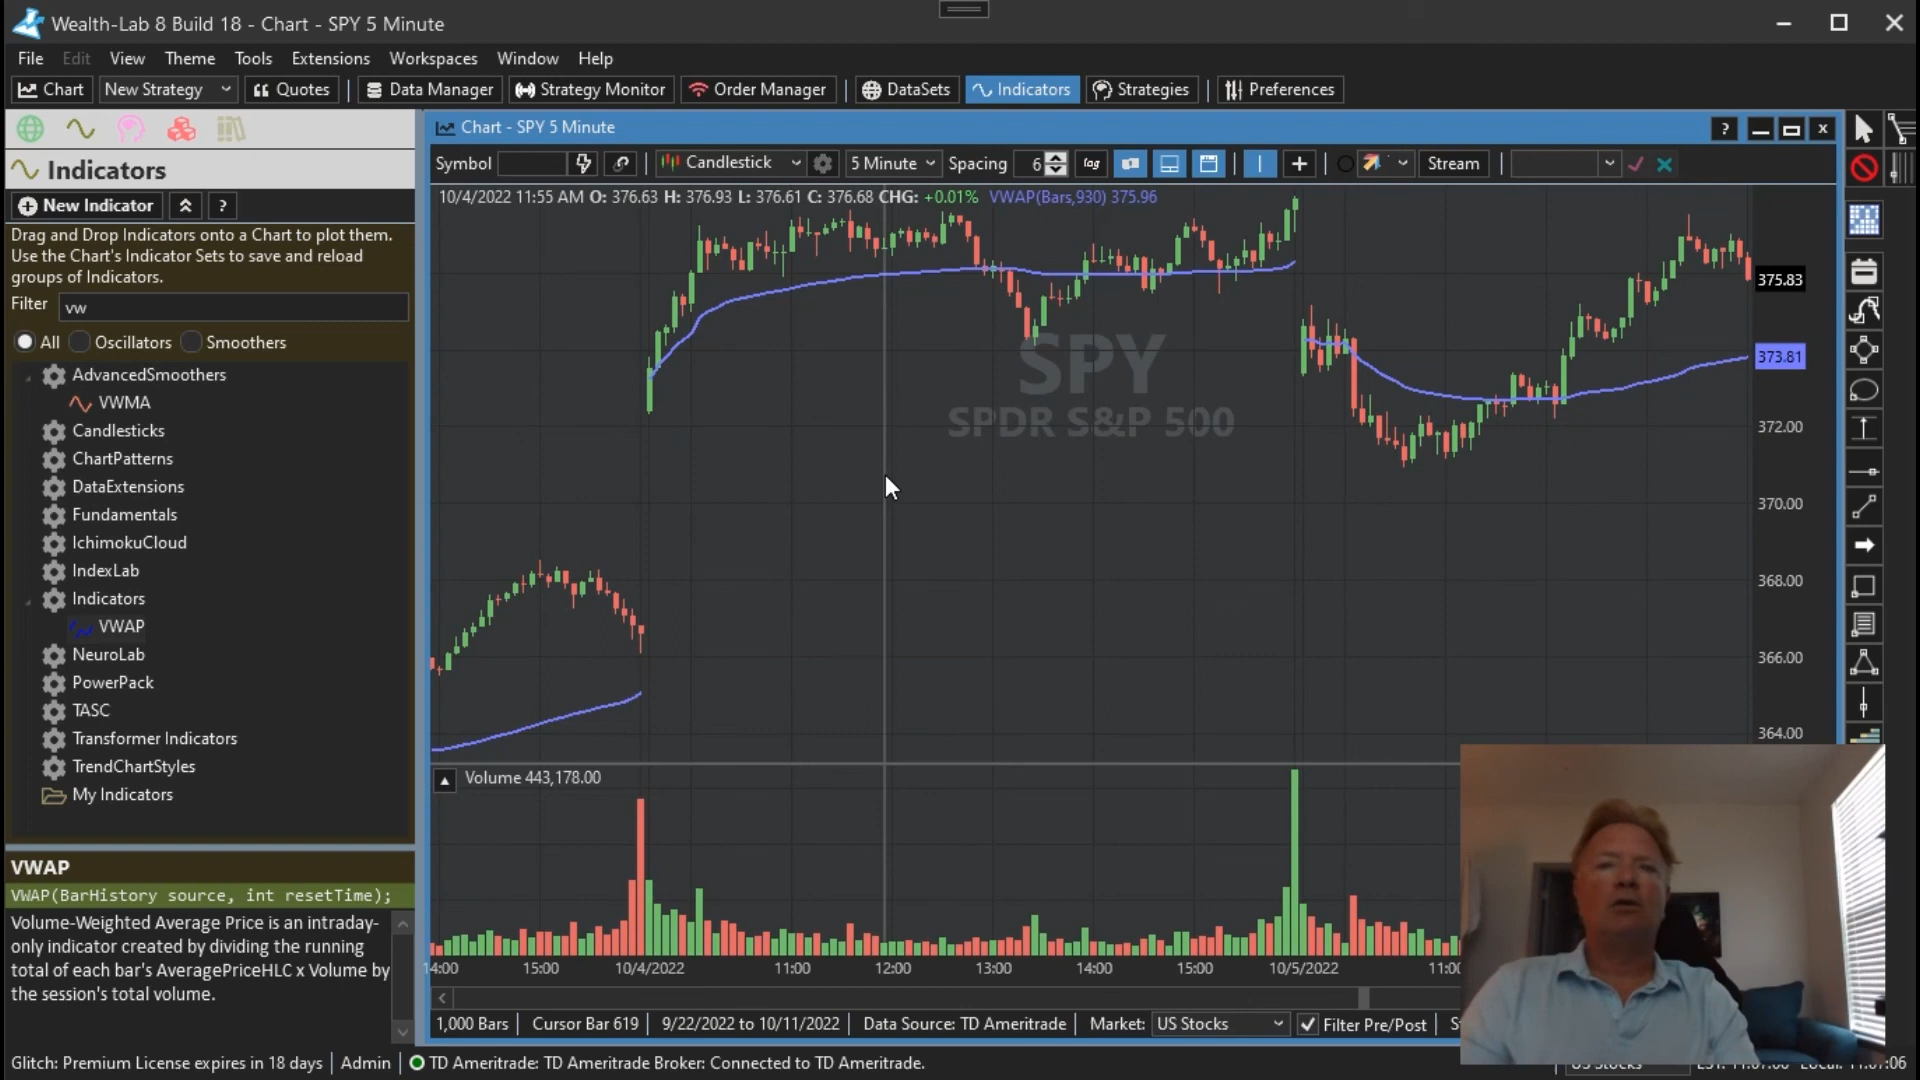 Wealth-Lab 8 Build 18 - Chart - SPY 5 Minute
File Edit View Theme Tools Extensions Workspaces Window Help
Chart New Strategy Quotes Data Manager Strategy Monitor Order Manager DataSets Indicators Strategies Preferences
Chart - SPY 5 Minute ?
Indicators
Symbol Candlestick 5 Minute Spacing 6 log Stream
New Indicator ?
10/4/2022 11:55 AM O: 376.63 H: 376.93 L: 376.61 C: 376.68 CHG: +0.01% VWAP(Bars,930) 375.96
Drag and Drop Indicators onto a Chart to plot them.
Use the Chart's Indicator Sets to save and reload
groups of Indicators.
Filter vw
All Oscillators Smoothers
AdvancedSmoothers
VWMA
Candlesticks
ChartPatterns
DataExtensions
Fundamentals
IchimokuCloud
IndexLab
Indicators
VWAP
NeuroLab
PowerPack
TASC
Transformer Indicators
TrendChartStyles
My Indicators
SPY
SPDR S&P 500
375.83
373.81
372.00
370.00
368.00
366.00
364.00
Volume 443,178.00
14:00 15:00 10/4/2022 11:00 12:00 13:00 14:00 15:00 10/5/2022 11:00
VWAP
VWAP(BarHistory source, int resetTime);
Volume-Weighted Average Price is an intraday-
only indicator created by dividing the running
total of each bar's AveragePriceHLC x Volume by
the session's total volume.
1,000 Bars Cursor Bar 619 9/22/2022 to 10/11/2022 Data Source: TD Ameritrade Market: US Stocks Filter Pre/Post
Glitch: Premium License expires in 18 days Admin TD Ameritrade: TD Ameritrade Broker: Connected to TD Ameritrade.